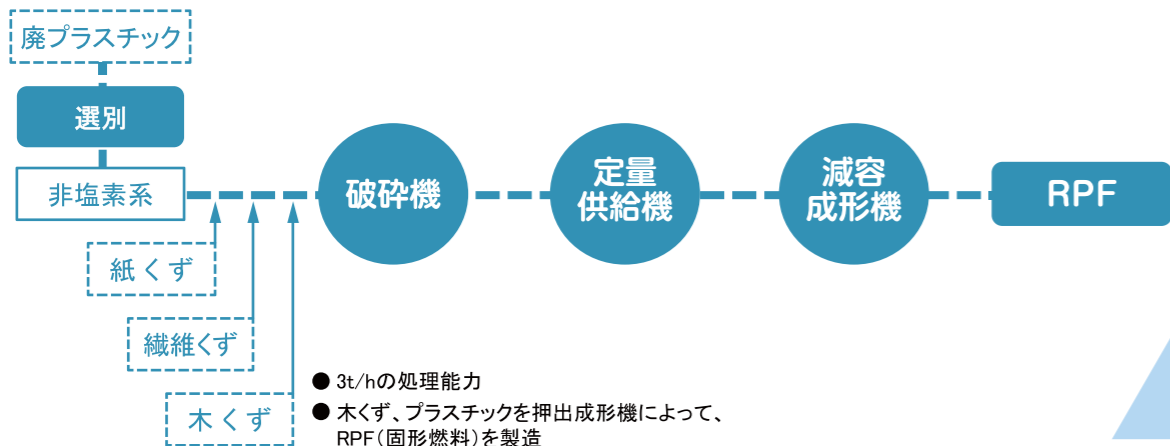 廃プラスチック
選別
非塩素系
紙くず
繊維くず
木くず
破砕機
定量
供給機
減容
成形機
RPF
● 3t/hの処理能力
● 木くず、プラスチックを押出成形機によって、
RPF(固形燃料)を製造